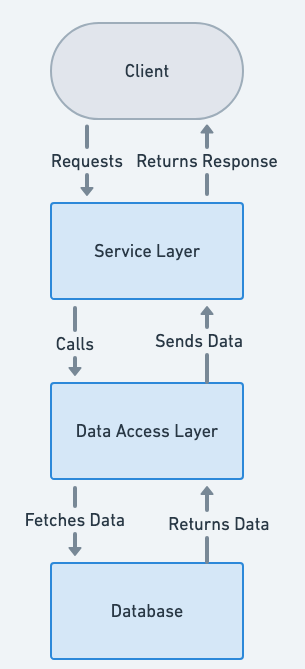 Client
Requests
Returns Response
Service Layer
Calls
Sends Data
Data Access Layer
Fetches Data
Returns Data
Database